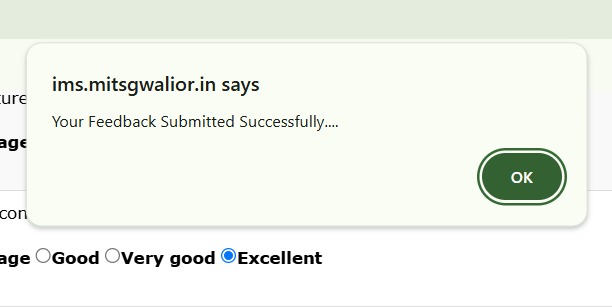 ims.mitsgwalior.in says
ture
Your Feedback Submitted Successfully....
age
OK
con
age Good Very good Excellent